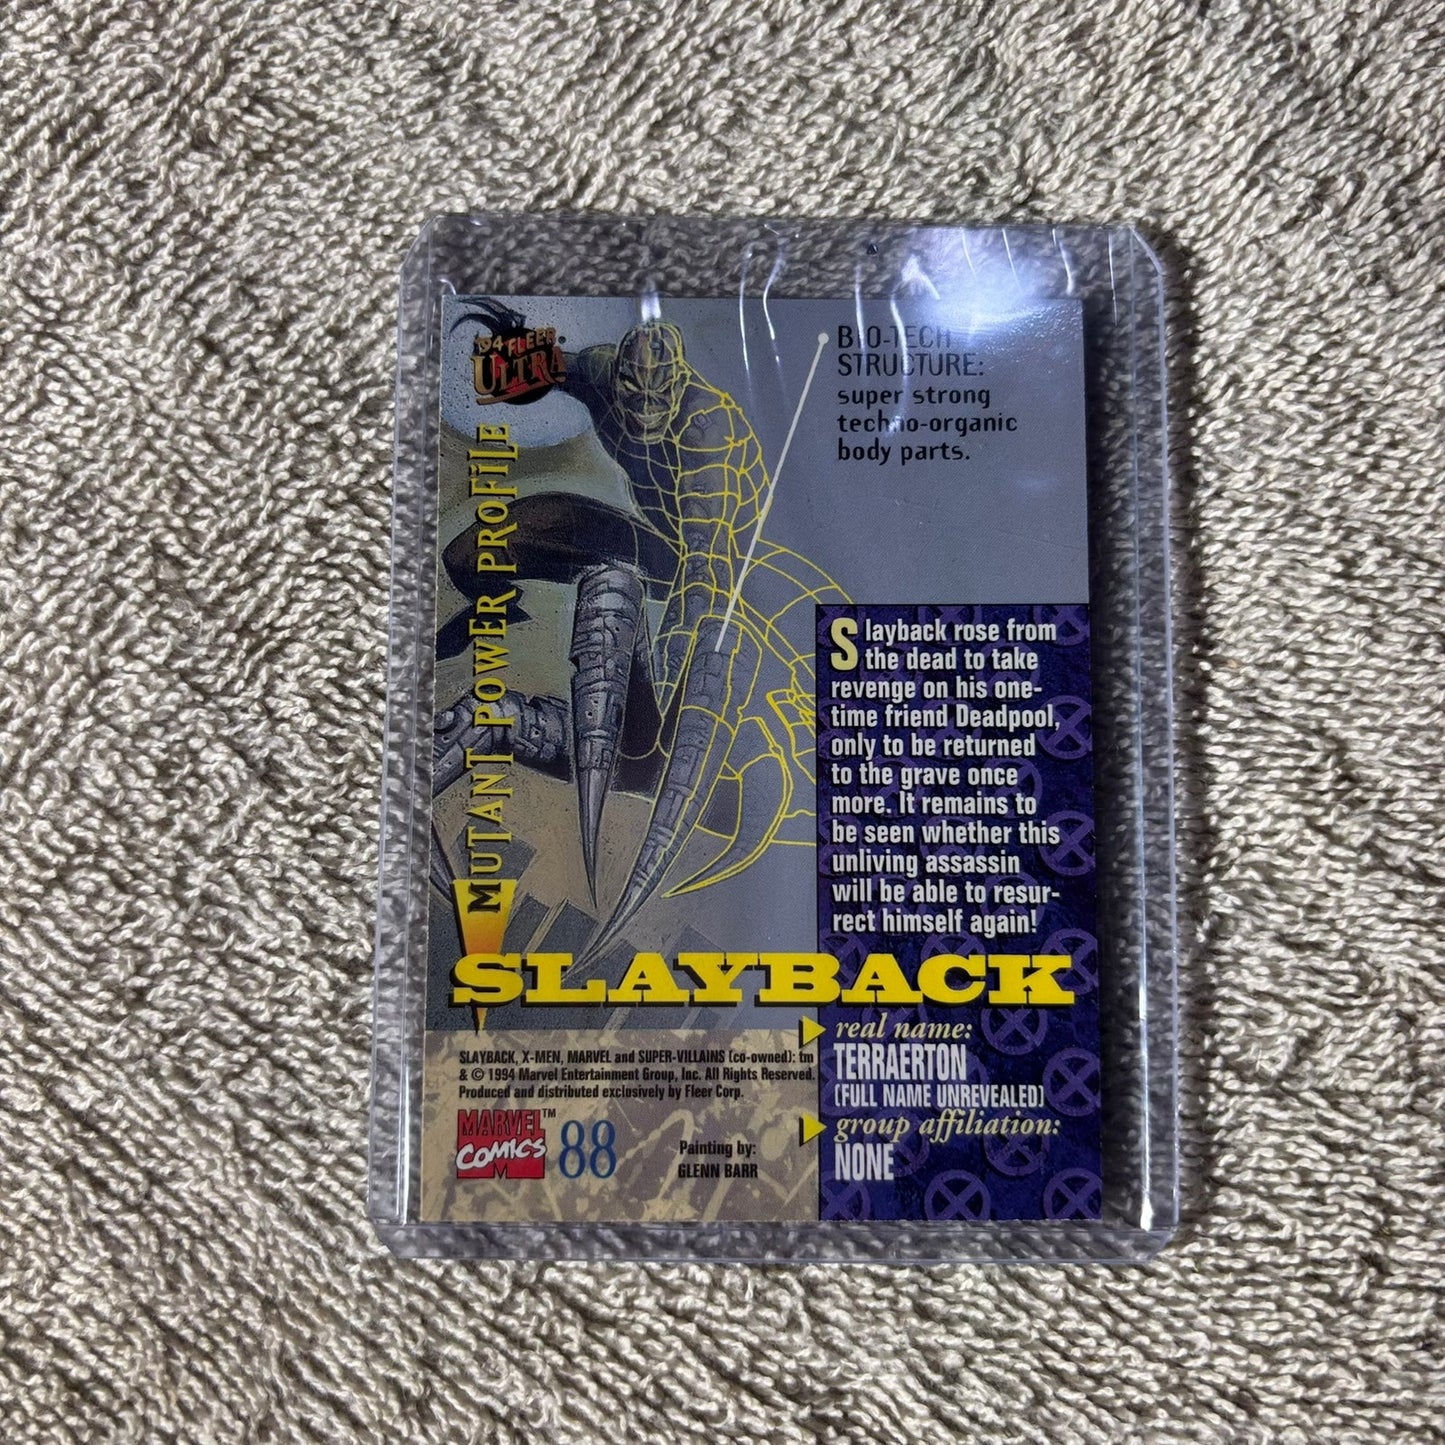 '94 FLEER
ULTRA
MUTANT POWER PROFILE
BIO-TECH
STRUCTURE:
super strong
techno-organic
body parts.
Slayback rose from
the dead to take
revenge on his one-
time friend Deadpool,
only to be returned
to the grave once
more. It remains to
be seen whether this
unliving assassin
will be able to resur-
rect himself again!
SLAYBACK
real name:
TERRAERTON
(FULL NAME UNREVEALED)
group affiliation:
NONE
SLAYBACK, X-MEN, MARVEL and SUPER-VILLAINS (co-owned): tm
& © 1994 Marvel Entertainment Group, Inc. All Rights Reserved.
Produced and distributed exclusively by Fleer Corp.
MARVEL™
COMICS
M
88
Painting by:
GLENN BARR